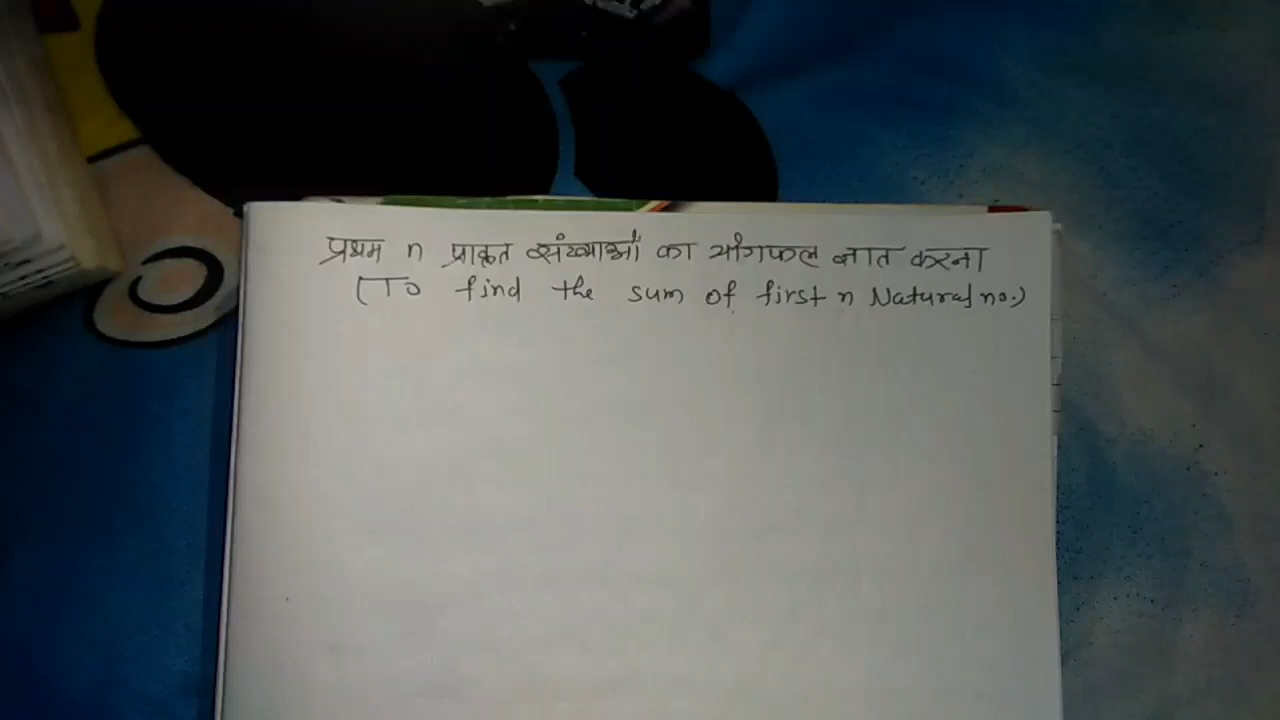 प्रथम n प्राकृत संख्याओं का योगफल ज्ञात करना
(To find the sum of first n Natural no.)